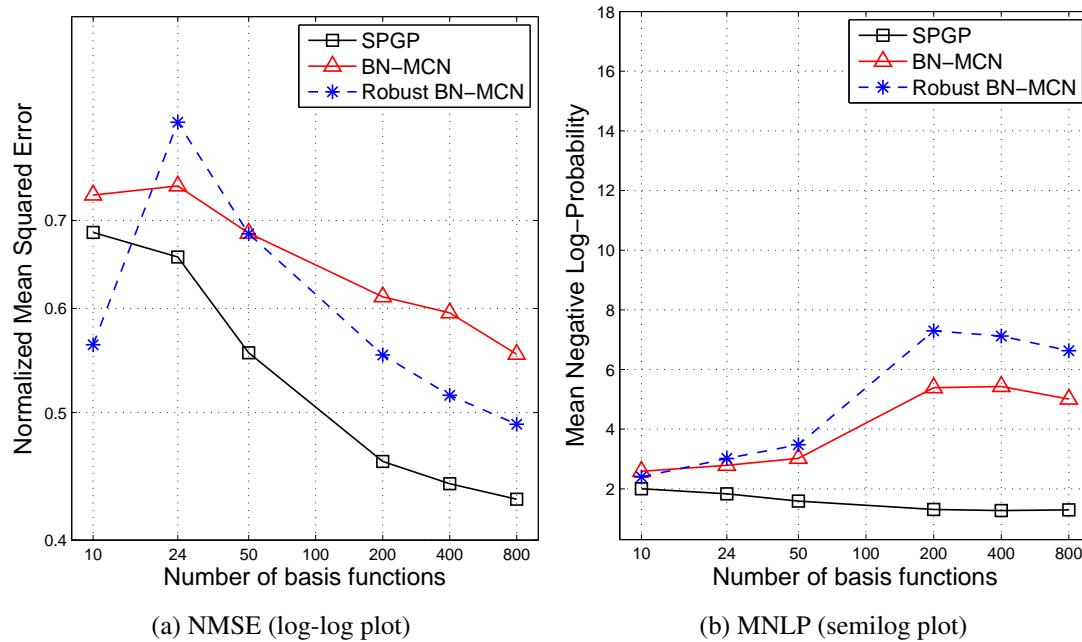 SPGP
BN−MCN
Robust BN−MCN
Normalized Mean Squared Error
0.7
0.6
0.5
0.4
10 24 50 100 200 400 800
Number of basis functions
(a) NMSE (log-log plot)
SPGP
BN−MCN
Robust BN−MCN
Mean Negative Log−Probability
18
16
14
12
10
8
6
4
2
10 24 50 100 200 400 800
Number of basis functions
(b) MNLP (semilog plot)